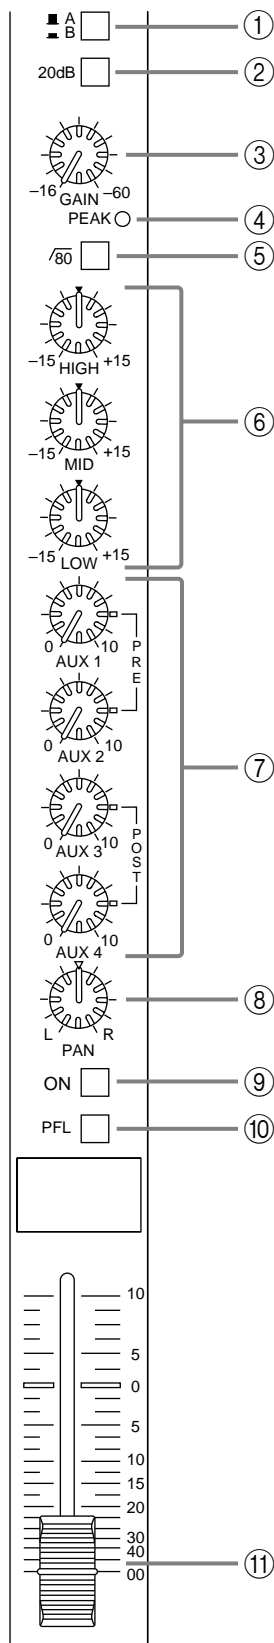 A
B
①
20dB
②
③
–16 GAIN –60
PEAK
④
/80
⑤
–15 HIGH +15
⑥
–15 MID +15
–15 LOW +15
0 AUX 1 10
PRE
0 AUX 2 10
⑦
0 AUX 3 10
POST
0 AUX 4 10
⑧
L PAN R
ON
⑨
PFL
⑩
10
5
0
5
10
15
20
30
40
00
⑪